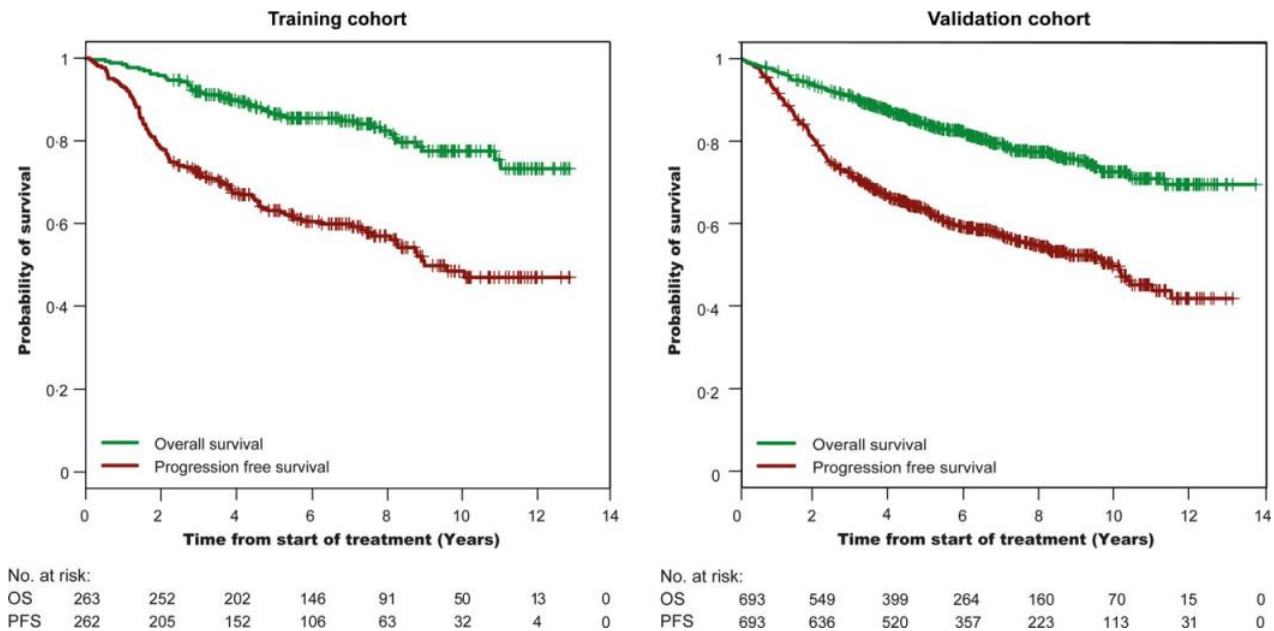 Training cohort
Probability of survival
1
0·8
0·6
0·4
0·2
0
Overall survival
Progression free survival
0 2 4 6 8 10 12 14
Time from start of treatment (Years)
No. at risk:
OS 263 252 202 146 91 50 13 0
PFS 262 205 152 106 63 32 4 0
Validation cohort
Probability of survival
1
0·8
0·6
0·4
0·2
0
Overall survival
Progression free survival
0 2 4 6 8 10 12 14
Time from start of treatment (Years)
No. at risk:
OS 693 549 399 264 160 70 15 0
PFS 693 636 520 357 223 113 31 0